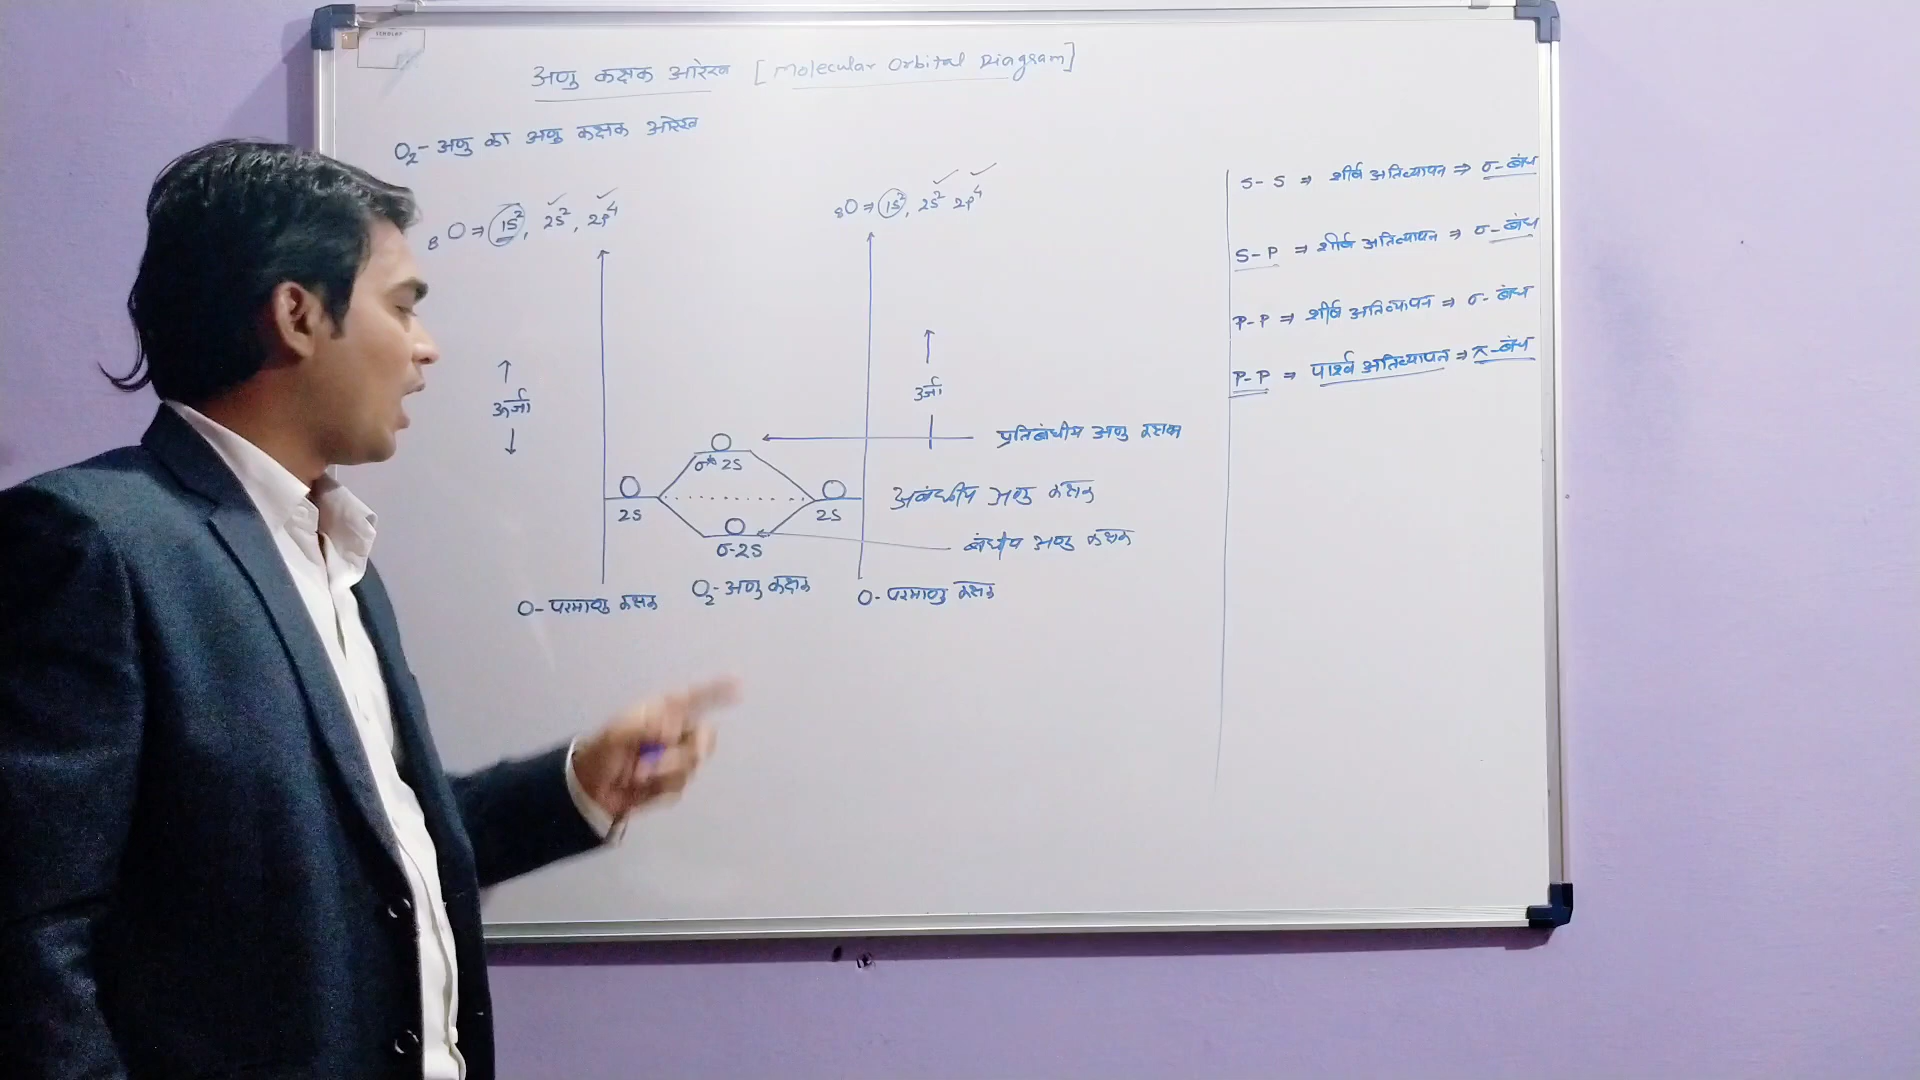 अणु कक्षक आरेख [Molecular Orbital Diagram]
O₂- अणु का अणु कक्षक आरेख
₈O ⇒ 1S², 2S², 2P⁴
₈O ⇒ 1S², 2S² 2P⁴
ऊर्जा
ऊर्जा
σ* 2S
2S
2S
σ-2S
प्रतिबंधीय अणु कक्षक
अबंधीय अणु कक्षक
बंधीय अणु कक्षक
O- परमाणु कक्षक
O₂- अणु कक्षक
O- परमाणु कक्षक
S-S ⇒ शीर्ष अतिव्यापन ⇒ σ-बंध
S-P ⇒ शीर्ष अतिव्यापन ⇒ σ-बंध
P-P ⇒ शीर्ष अतिव्यापन ⇒ σ-बंध
P-P ⇒ पार्श्व अतिव्यापन ⇒ π-बंध